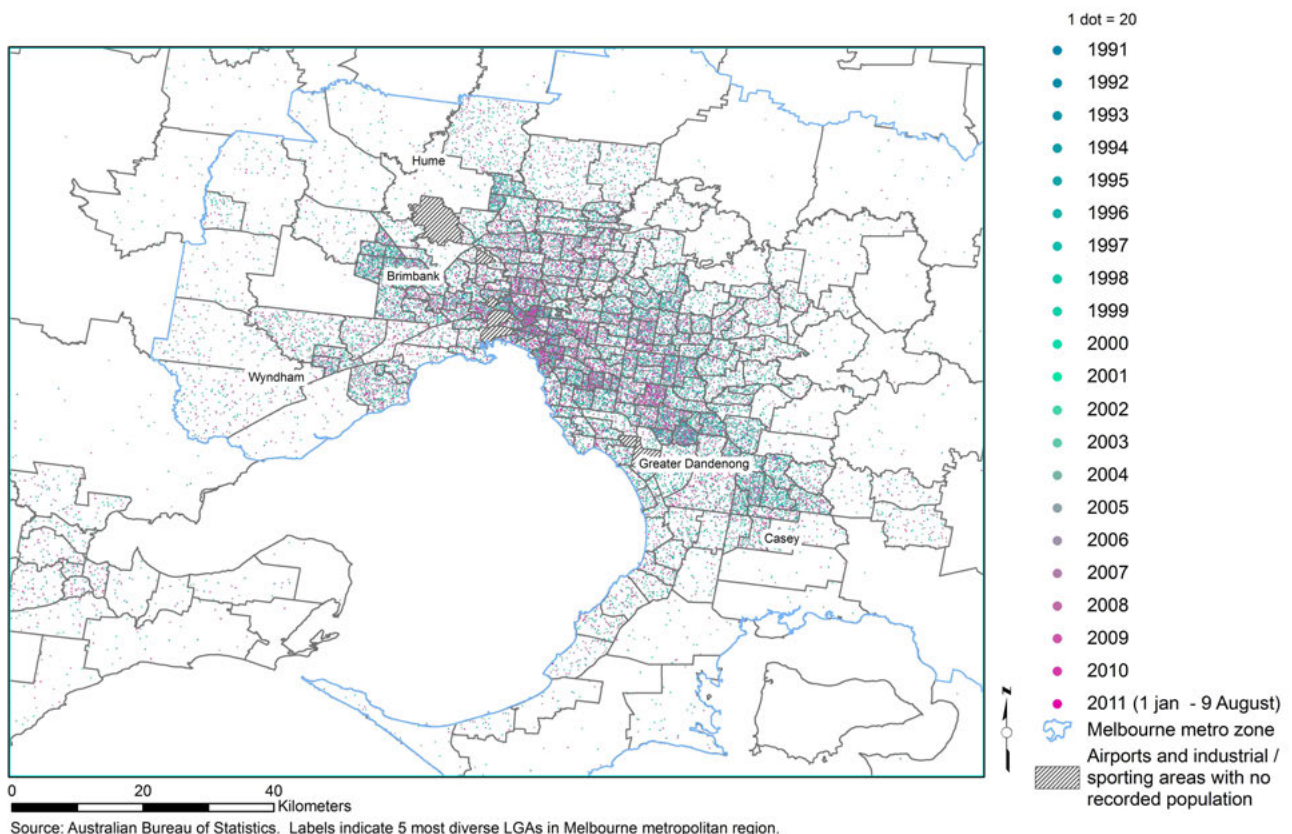 1 dot = 20
1991
1992
1993
1994
1995
1996
1997
1998
1999
2000
2001
2002
2003
2004
2005
2006
2007
2008
2009
2010
2011 (1 jan - 9 August)
Melbourne metro zone
Airports and industrial /
sporting areas with no
recorded population
Hume
Brimbank
Wyndham
Greater Dandenong
Casey
z
0 20 40 Kilometers
Source: Australian Bureau of Statistics. Labels indicate 5 most diverse LGAs in Melbourne metropolitan region.